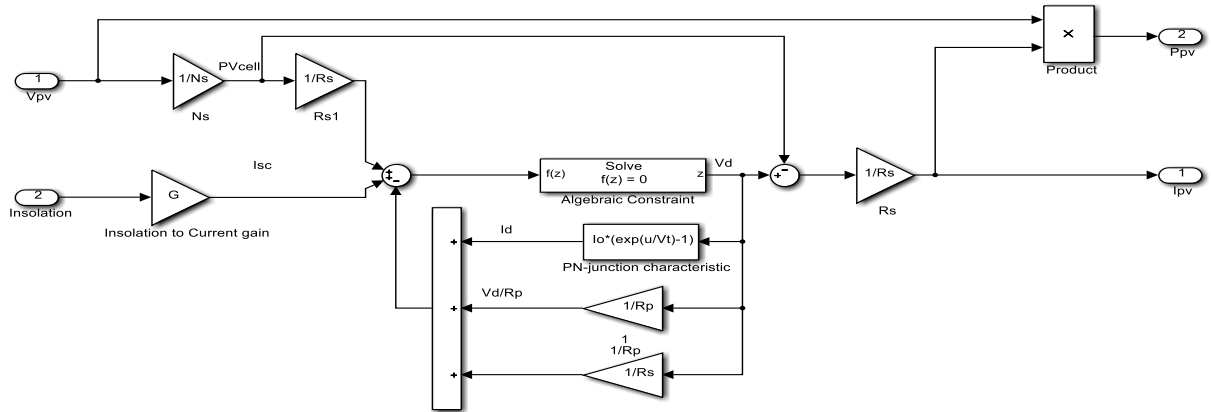 1
Vpv
1/Ns
Ns
PVcell
1/Rs
Rs1
×
Product
2
Ppv
2
Insolation
G
Insolation to Current gain
Isc
+
+
-
f(z)
Solve
f(z) = 0
z
Algebraic Constraint
Vd
+
-
1/Rs
Rs
1
Ipv
+
Id
Io*(exp(u/Vt)-1)
PN-junction characteristic
+
Vd/Rp
1/Rp
1
1/Rp
+
1/Rs